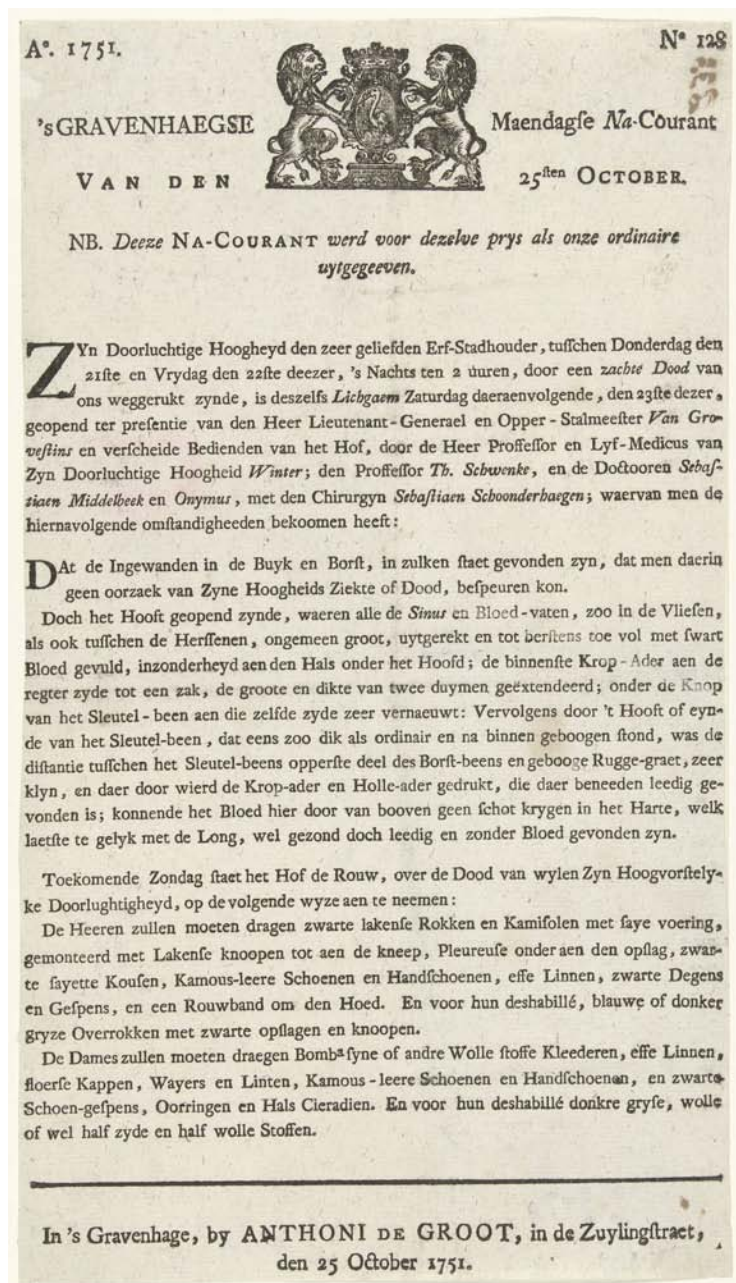 Aº. 1751.
Nº 128
'sGRAVENHAEGSE Maendagſe Na-Courant
VAN DEN 25ſten OCTOBER.
NB. Deeze NA-COURANT werd voor dezelve prys als onze ordinaire
uytgegeeven.
ZYn Doorluchtige Hoogheyd den zeer geliefden Erf-Stadhouder, tuſſchen Donderdag den
21ſte en Vrydag den 22ſte deezer, 's Nachts ten 2 uuren, door een zachte Dood van
ons weggerukt zynde, is deszelfs Lichgaem Zaturdag daeraenvolgende, den 23ſte dezer,
geopend ter preſentie van den Heer Lieutenant-Generael en Opper-Stalmeeſter Van Gro-
veſtins en verſcheide Bedienden van het Hof, door de Heer Proffeſſor en Lyf-Medicus van
Zyn Doorluchtige Hoogheid Winter; den Proffeſſor Th. Schwenke, en de Doctooren Sebaſ-
tiaen Middelbeek en Onymus, met den Chirurgyn Sebaſtiaen Schoonderhaegen; waervan men de
hiernavolgende omſtandigheeden bekoomen heeft:
DAt de Ingewanden in de Buyk en Borſt, in zulken ſtaet gevonden zyn, dat men daerin
geen oorzaek van Zyne Hoogheids Ziekte of Dood, beſpeuren kon.
Doch het Hooft geopend zynde, waeren alle de Sinus en Bloed-vaten, zoo in de Vlieſen,
als ook tuſſchen de Herſſenen, ongemeen groot, uytgerekt en tot berſtens toe vol met ſwart
Bloed gevuld, inzonderheyd aen den Hals onder het Hoofd; de binnenſte Krop-Ader aen de
regter zyde tot een zak, de groote en dikte van twee duymen geëxtendeerd; onder de Knop
van het Sleutel-been aen die zelfde zyde zeer vernaeuwt: Vervolgens door 't Hooft of eyn-
de van het Sleutel-been, dat eens zoo dik als ordinair en na binnen geboogen ſtond, was de
diſtantie tuſſchen het Sleutel-beens opperſte deel des Borſt-beens en gebooge Rugge-graet, zeer
klyn, en daer door wierd de Krop-ader en Holle-ader gedrukt, die daer beneeden leedig ge-
vonden is; konnende het Bloed hier door van booven geen ſchot krygen in het Harte, welk
laetſte te gelyk met de Long, wel gezond doch leedig en zonder Bloed gevonden zyn.
Toekomende Zondag ſtaet het Hof de Rouw, over de Dood van wylen Zyn Hoogvorſtely-
ke Doorlughtigheyd, op de volgende wyze aen te neemen:
De Heeren zullen moeten dragen zwarte lakenſe Rokken en Kamiſolen met ſaye voering,
gemonteerd met Lakenſe knoopen tot aen de kneep, Pleureuſe onder aen den opſlag, zwar-
te ſayette Kouſen, Kamous-leere Schoenen en Handſchoenen, effe Linnen, zwarte Degens
en Geſpens, en een Rouwband om den Hoed. En voor hun deshabillé, blauwe of donker
gryze Overrokken met zwarte opſlagen en knoopen.
De Dames zullen moeten draegen Bombaſyne of andre Wolle ſtoffe Kleederen, effe Linnen,
floerſe Kappen, Wayers en Linten, Kamous-leere Schoenen en Handſchoenen, en zwarte
Schoen-geſpens, Oorringen en Hals Cieradien. En voor hun deshabillé donkre gryſe, wolle
of wel half zyde en half wolle Stoffen.
In 's Gravenhage, by ANTHONI DE GROOT, in de Zuylingſtraet,
den 25 October 1751.